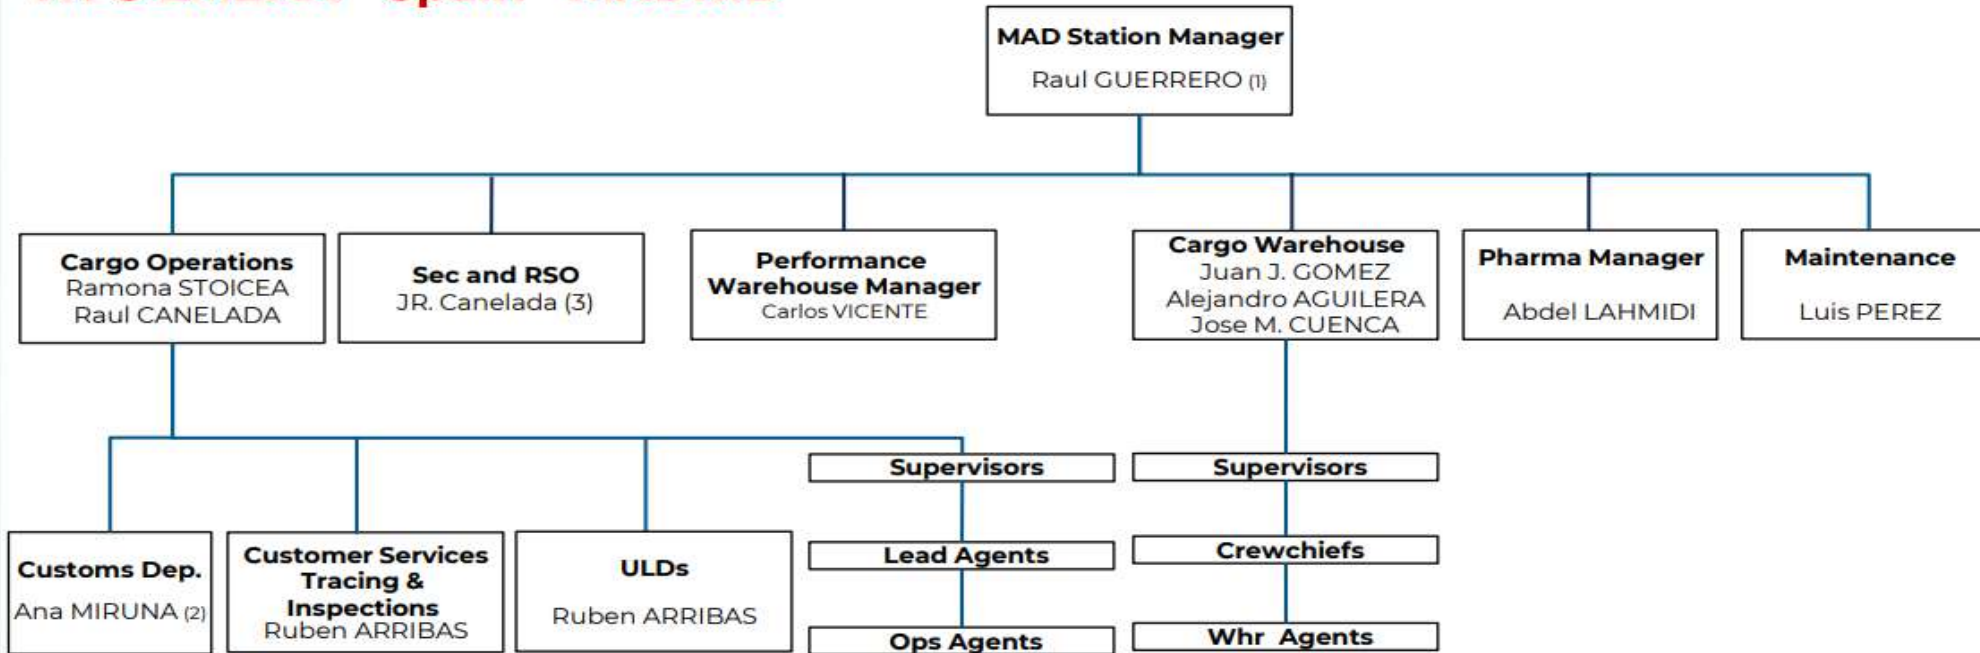 MAD Station Manager
Raul GUERRERO (1)
Cargo Operations
Ramona STOICEA
Raul CANELADA
Sec and RSO
JR. Canelada (3)
Performance
Warehouse Manager
Carlos VICENTE
Cargo Warehouse
Juan J. GOMEZ
Alejandro AGUILERA
Jose M. CUENCA
Pharma Manager
Abdel LAHMIDI
Maintenance
Luis PEREZ
Customs Dep.
Ana MIRUNA (2)
Customer Services
Tracing &
Inspections
Ruben ARRIBAS
ULDs
Ruben ARRIBAS
Supervisors
Lead Agents
Ops Agents
Supervisors
Crewchiefs
Whr Agents